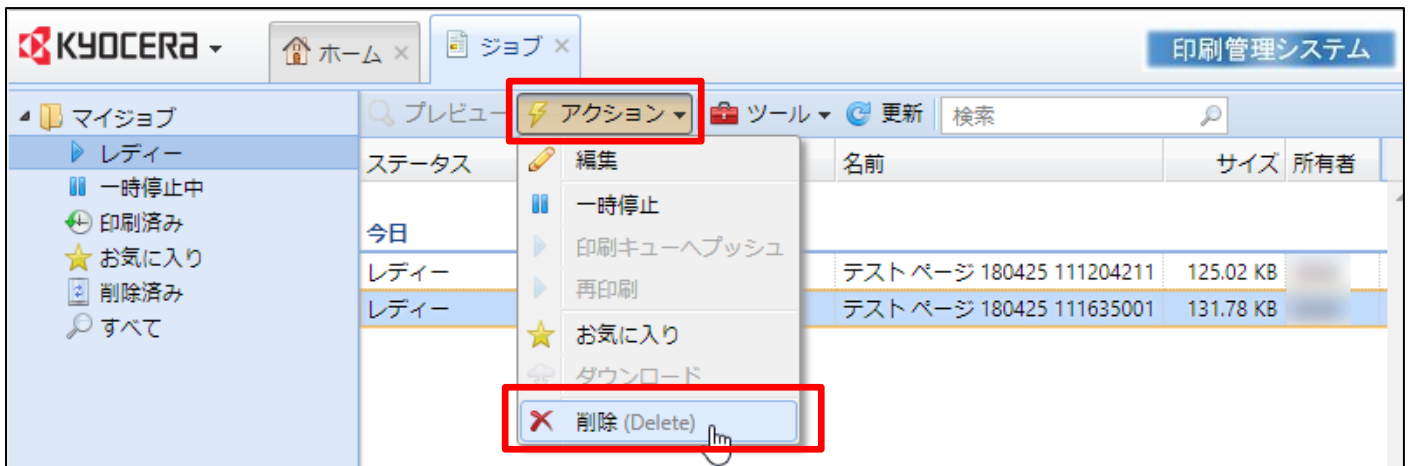 KYOCERA
ホーム
ジョブ
印刷管理システム
マイジョブ
レディー
一時停止中
印刷済み
お気に入り
削除済み
すべて
プレビュー アクション ツール 更新 検索
ステータス 名前 サイズ 所有者
今日
レディー テスト ページ 180425 111204211 125.02 KB
レディー テスト ページ 180425 111635001 131.78 KB
編集
一時停止
印刷キューへプッシュ
再印刷
お気に入り
ダウンロード
削除 (Delete)